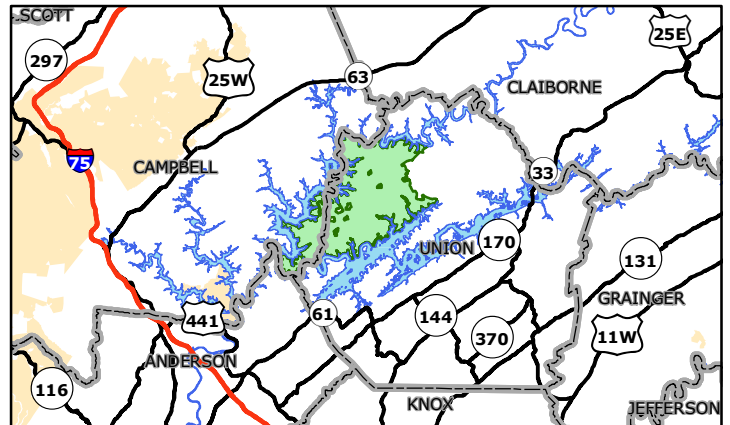 SCOTT
297
25E
25W
63
CLAIBORNE
75
CAMPBELL
33
170
UNION
131
GRAINGER
61
144
441
370
11W
ANDERSON
116
KNOX
JEFFERSON